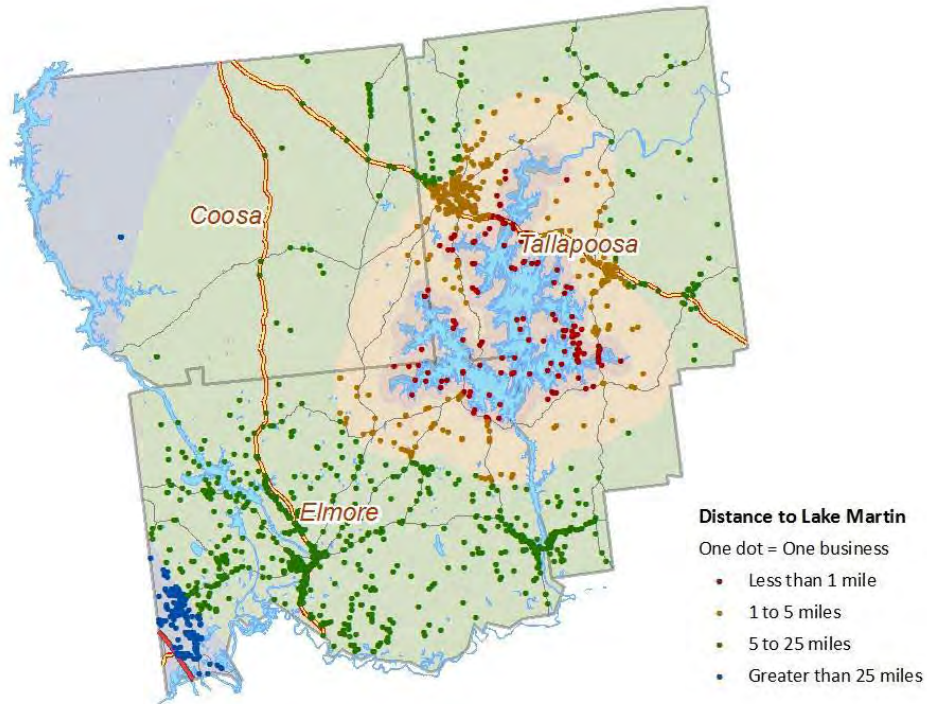 Coosa
Tallapoosa
Elmore
Distance to Lake Martin
One dot = One business
Less than 1 mile
1 to 5 miles
5 to 25 miles
Greater than 25 miles